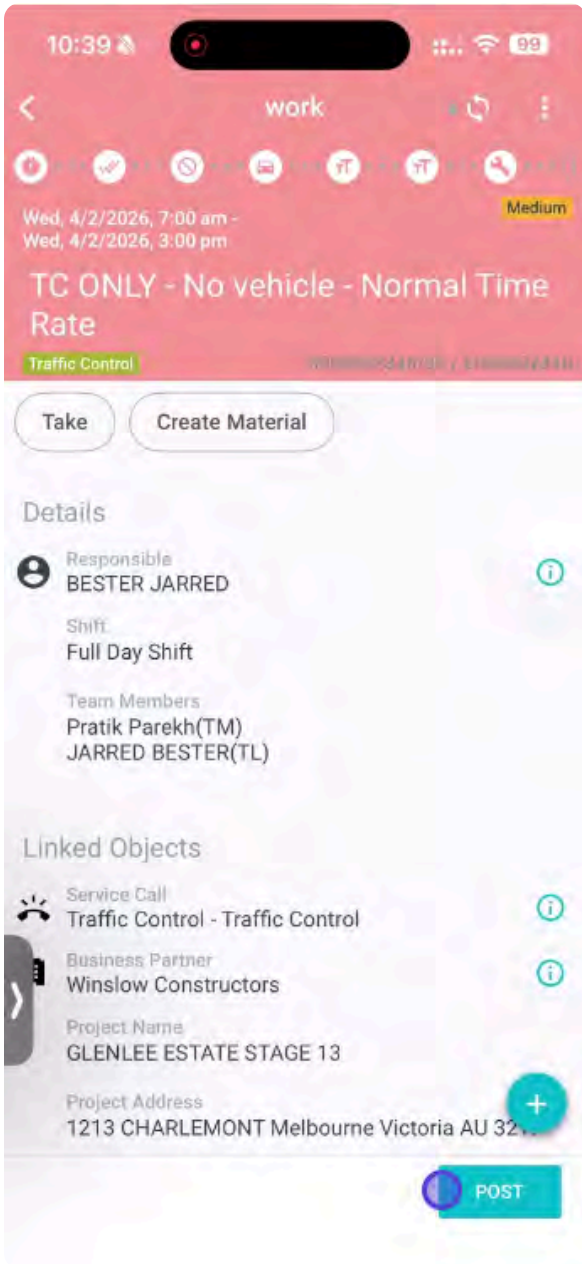 10:39
99
work
Medium
Wed, 4/2/2026, 7:00 am -
Wed, 4/2/2026, 3:00 pm
TC ONLY - No vehicle - Normal Time
Rate
Traffic Control
Take
Create Material
Details
Responsible
BESTER JARRED
Shift
Full Day Shift
Team Members
Pratik Parekh(TM)
JARRED BESTER(TL)
Linked Objects
Service Call
Traffic Control - Traffic Control
Business Partner
Winslow Constructors
Project Name
GLENLEE ESTATE STAGE 13
Project Address
1213 CHARLEMONT Melbourne Victoria AU
POST